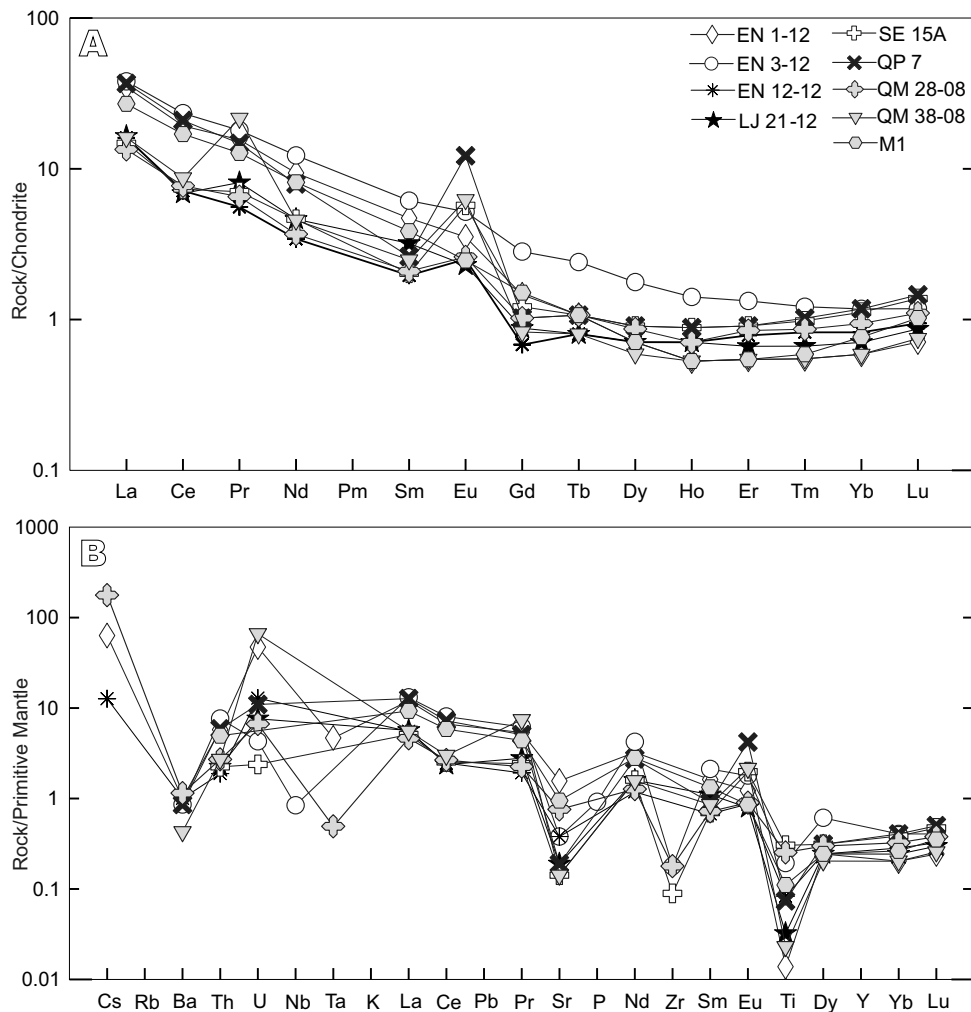 A
100
10
1
0.1
Rock/Chondrite
EN 1-12
EN 3-12
EN 12-12
LJ 21-12
SE 15A
QP 7
QM 28-08
QM 38-08
M1
La Ce Pr Nd Pm Sm Eu Gd Tb Dy Ho Er Tm Yb Lu
B
1000
100
10
1
0.1
0.01
Rock/Primitive Mantle
Cs Rb Ba Th U Nb Ta K La Ce Pb Pr Sr P Nd Zr Sm Eu Ti Dy Y Yb Lu